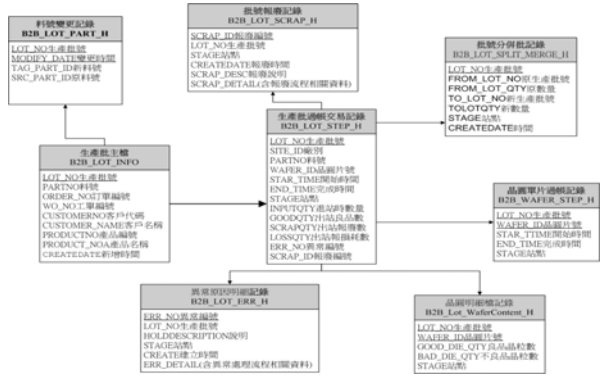 料號變更記錄
B2B_LOT_PART_H
LOT_NO生產批號
MODIFY_DATE變更時間
TAG_PART_ID新料號
SRC_PART_ID原料號
批號報廢記錄
B2B_LOT_SCRAP_H
SCRAP_ID報廢編號
LOT_NO生產批號
STAGE站點
CREATEDATE報廢時間
SCRAP_DESC報廢說明
SCRAP_DETAIL(含報廢流程相關資料)
批號分併批記錄
B2B_LOT_SPLIT_MERGE_H
LOT_NO生產批號
FROM_LOT_NO原生產批號
FROM_LOT_QTY原數量
TO_LOT_NO新生產批號
TOLOTQTY新數量
STAGE站點
CREATEDATE時間
生產批主檔
B2B_LOT_INFO
LOT_NO生產批號
PARTNO料號
ORDER_NO訂單編號
WO_NO工單編號
CUSTOMERNO客戶代碼
CUSTOMER_NAME客戶名稱
PRODUCTNO產品編號
PRODUCT_NOA產品名稱
CREATEDATE新增時間
生產批過帳交易記錄
B2B_LOT_STEP_H
LOT_NO生產批號
SITE_ID廠別
PARTNO料號
WAFER_ID晶圓片號
STAR_TIME開始時間
END_TIME完成時間
STAGE站點
INPUTQTY進站時數量
GOODQTY出站良品數
SCRAPQTY出站報廢數
LOSSQTY出站報損耗數
ERR_NO異常編號
SCRAP_ID報廢編號
晶圓單片過帳記錄
B2B_WAFER_STEP_H
LOT_NO生產批號
WAFER_ID晶圓片號
STAR_TTIME開始時間
END_TIME完成時間
STAGE站點
異常原因明細記錄
B2B_LOT_ERR_H
ERR_NO異常編號
LOT_NO生產批號
HOLDDESCRIPTION說明
STAGE站點
CREATE建立時間
ERR_DETAIL(含異常處理流程相關資料)
晶圓明細檔記錄
B2B_Lot_WaferContent_H
LOT_NO生產批號
WAFER_ID晶圓片號
GOOD_DIE_QTY良品晶粒數
BAD_DIE_QTY不良品晶粒數
STAGE站點